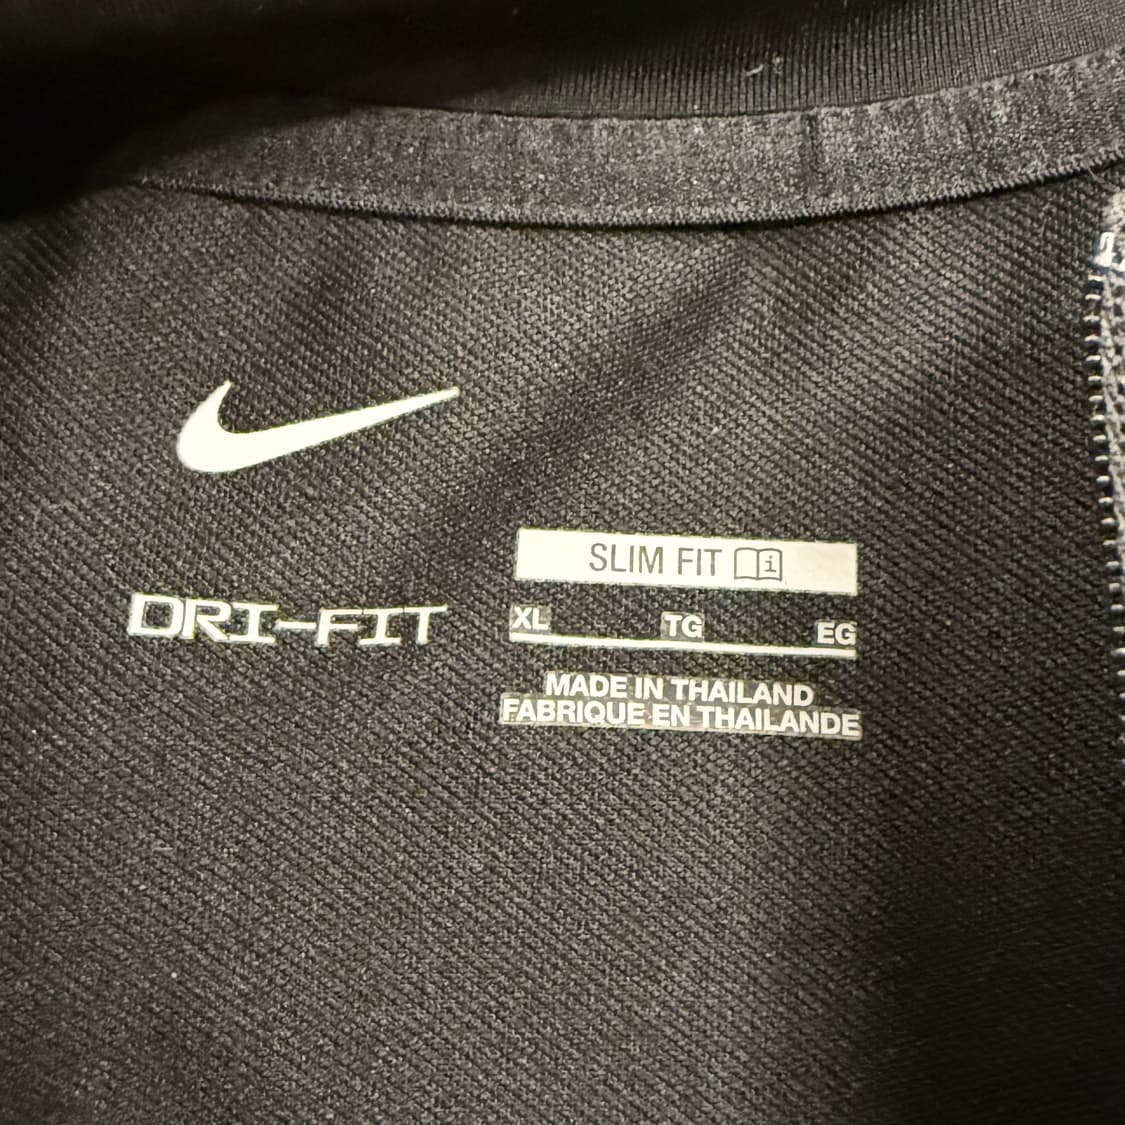 SLIM FIT
DRI-FIT
XL TG EG
MADE IN THAILAND
FABRIQUE EN THAILANDE